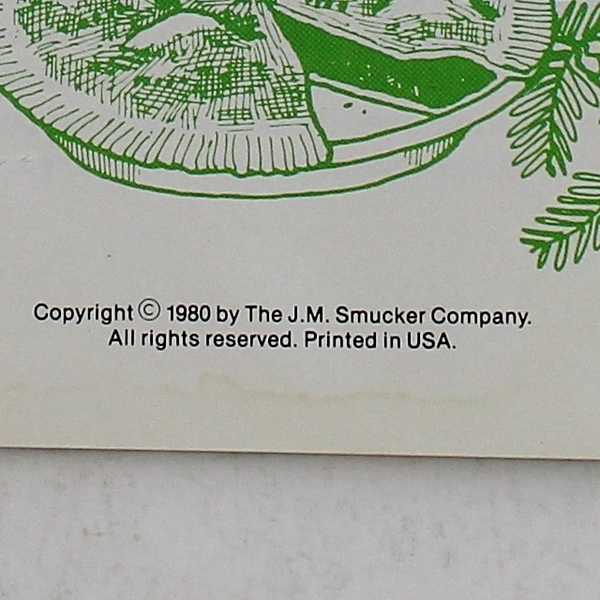 Copyright © 1980 by The J.M. Smucker Company.
All rights reserved. Printed in USA.